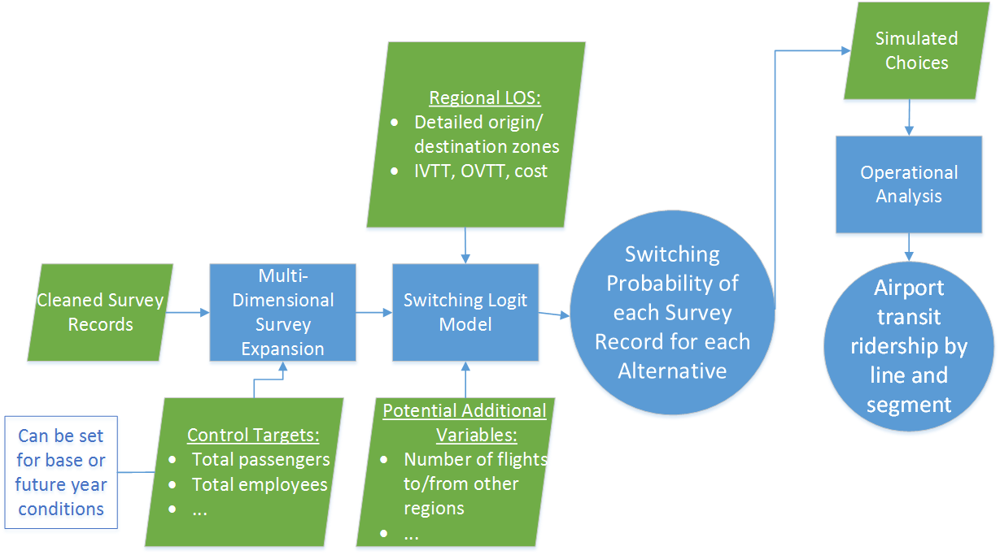 Simulated
Choices
Regional LOS:
• Detailed origin/
destination zones
• IVTT, OVTT, cost
Operational
Analysis
Cleaned Survey
Records
Multi-
Dimensional
Survey
Expansion
Switching Logit
Model
Switching
Probability of
each Survey
Record for each
Alternative
Airport
transit
ridership by
line and
segment
Can be set
for base or
future year
conditions
Control Targets:
• Total passengers
• Total employees
• ...
Potential Additional
Variables:
• Number of flights
to/from other
regions
• ...